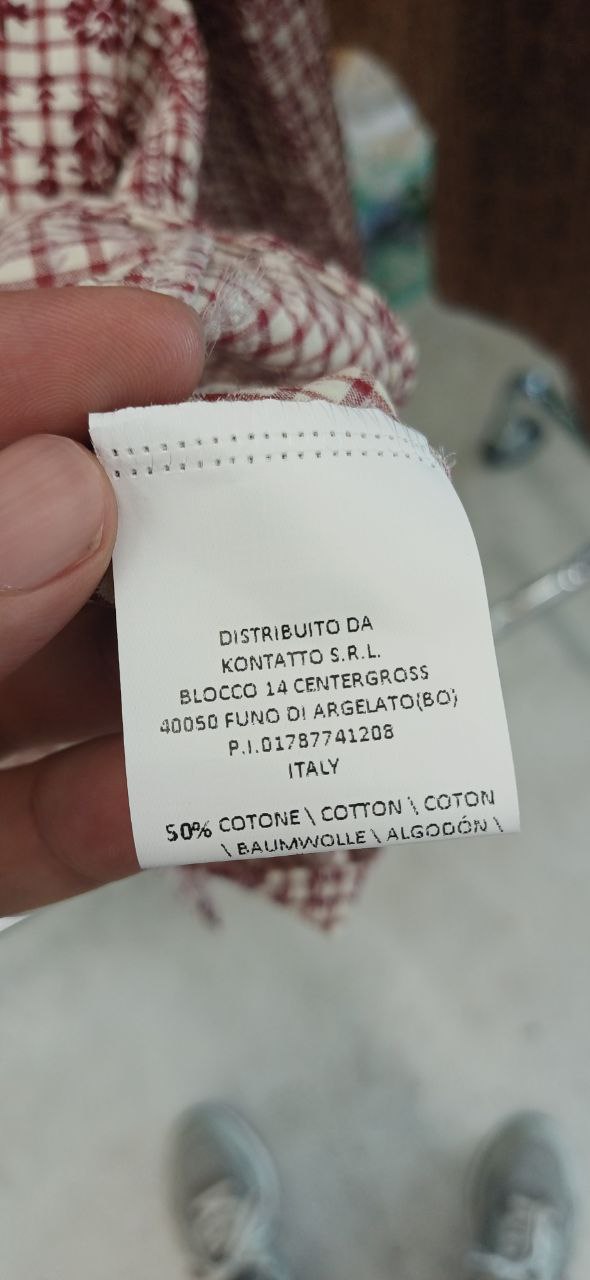 DISTRIBUITO DA
KONTATTO S.R.L.
BLOCCO 14 CENTERGROSS
40050 FUNO DI ARGELATO(BO)
P.I.01787741208
ITALY
50% COTONE \ COTTON \ COTON
\ BAUMWOLLE \ ALGODÓN \